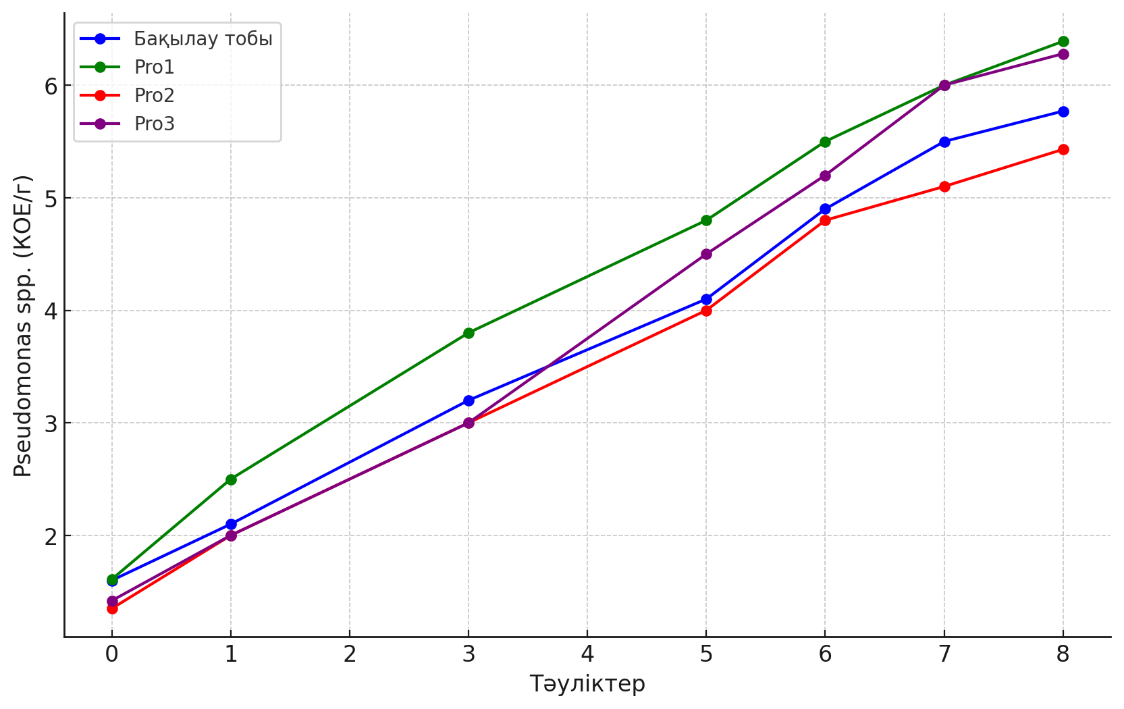 Бақылау тобы
Pro1
Pro2
Pro3
Pseudomonas spp. (КОЕ/г)
6
5
4
3
2
0 1 2 3 4 5 6 7 8
Тәуліктер